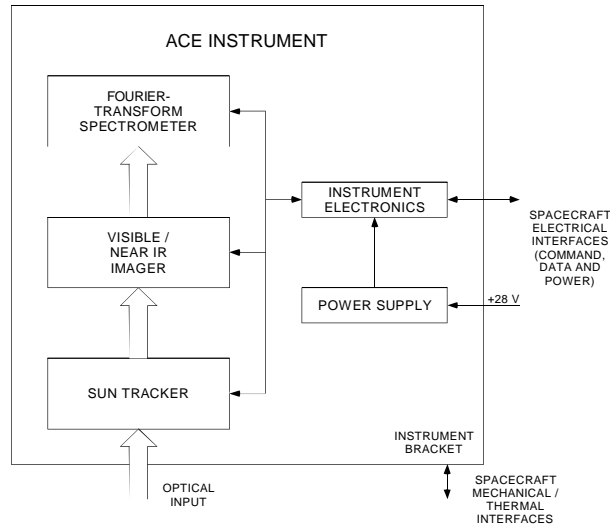 ACE INSTRUMENT
FOURIER-
TRANSFORM
SPECTROMETER
INSTRUMENT
ELECTRONICS
SPACECRAFT
ELECTRICAL
INTERFACES
(COMMAND,
DATA AND
POWER)
VISIBLE /
NEAR IR
IMAGER
POWER SUPPLY
+28 V
SUN TRACKER
INSTRUMENT
BRACKET
OPTICAL
INPUT
SPACECRAFT
MECHANICAL /
THERMAL
INTERFACES